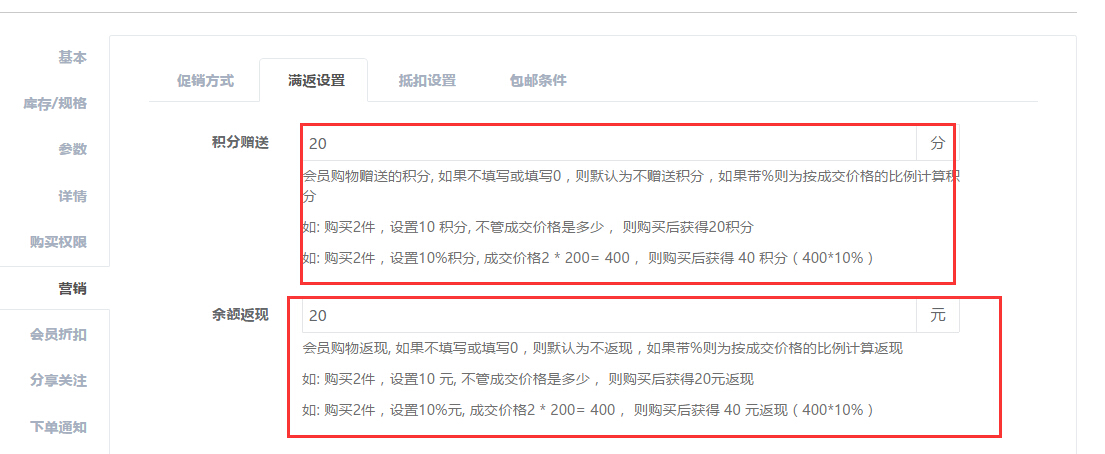 基本
库存/规格
参数
详情
购买权限
营销
会员折扣
分享关注
下单通知
促销方式 满返设置 抵扣设置 包邮条件
积分赠送 20 分
会员购物赠送的积分, 如果不填写或填写0，则默认为不赠送积分，如果带%则为按成交价格的比例计算积
分
如: 购买2件，设置10 积分, 不管成交价格是多少， 则购买后获得20积分
如: 购买2件，设置10%积分, 成交价格2 * 200= 400， 则购买后获得 40 积分（400*10%）
余额返现 20 元
会员购物返现, 如果不填写或填写0，则默认为不返现，如果带%则为按成交价格的比例计算返现
如: 购买2件，设置10 元, 不管成交价格是多少， 则购买后获得20元返现
如: 购买2件，设置10%元, 成交价格2 * 200= 400， 则购买后获得 40 元返现（400*10%）